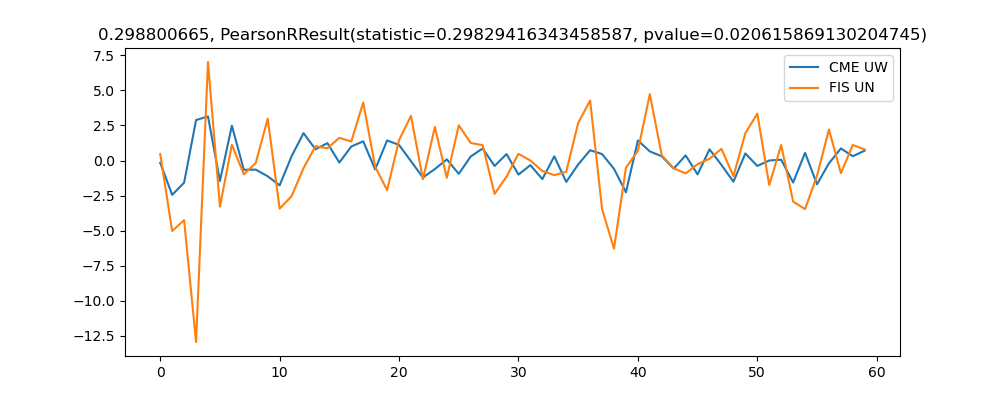 0.298800665, PearsonRResult(statistic=0.29829416343458587, pvalue=0.020615869130204745)
7.5
5.0
2.5
0.0
−2.5
−5.0
−7.5
−10.0
−12.5
CME UW
FIS UN
0 10 20 30 40 50 60